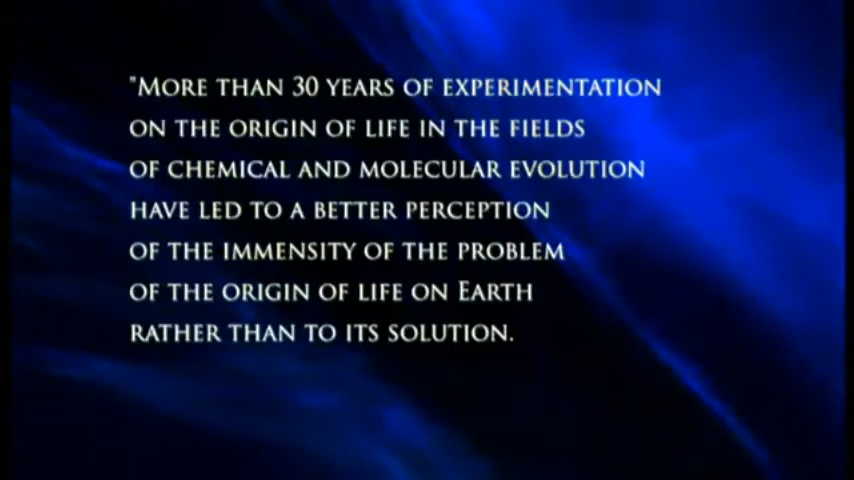 "More than 30 years of experimentation
on the origin of life in the fields
of chemical and molecular evolution
have led to a better perception
of the immensity of the problem
of the origin of life on Earth
rather than to its solution.